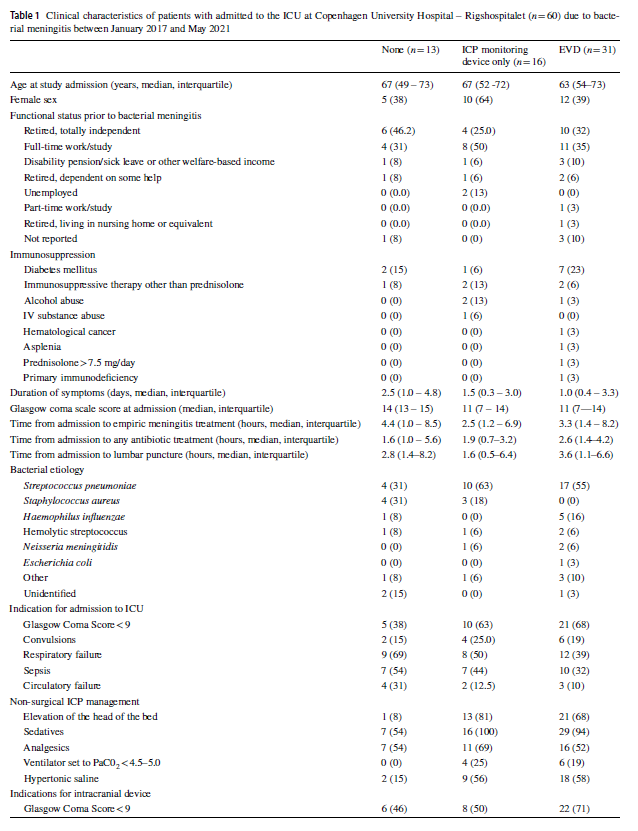 Table 1 Clinical characteristics of patients with admitted to the ICU at Copenhagen University Hospital – Rigshospitalet (n=60) due to bacte-
rial meningitis between January 2017 and May 2021
None (n=13) ICP monitoring device only (n=16) EVD (n=31)
Age at study admission (years, median, interquartile) 67 (49–73) 67 (52 -72) 63 (54–73)
Female sex 5 (38) 10 (64) 12 (39)
Functional status prior to bacterial meningitis
Retired, totally independent 6 (46.2) 4 (25.0) 10 (32)
Full-time work/study 4 (31) 8 (50) 11 (35)
Disability pension/sick leave or other welfare-based income 1 (8) 1 (6) 3 (10)
Retired, dependent on some help 1 (8) 1 (6) 2 (6)
Unemployed 0 (0.0) 2 (13) 0 (0)
Part-time work/study 0 (0.0) 0 (0.0) 1 (3)
Retired, living in nursing home or equivalent 0 (0.0) 0 (0.0) 1 (3)
Not reported 1 (8) 0 (0) 3 (10)
Immunosuppression
Diabetes mellitus 2 (15) 1 (6) 7 (23)
Immunosuppressive therapy other than prednisolone 1 (8) 2 (13) 2 (6)
Alcohol abuse 0 (0) 2 (13) 1 (3)
IV substance abuse 0 (0) 1 (6) 0 (0)
Hematological cancer 0 (0) 0 (0) 1 (3)
Asplenia 0 (0) 0 (0) 1 (3)
Prednisolone>7.5 mg/day 0 (0) 0 (0) 1 (3)
Primary immunodeficiency 0 (0) 0 (0) 1 (3)
Duration of symptoms (days, median, interquartile) 2.5 (1.0–4.8) 1.5 (0.3–3.0) 1.0 (0.4–3.3)
Glasgow coma scale score at admission (median, interquartile) 14 (13–15) 11 (7–14) 11 (7—14)
Time from admission to empiric meningitis treatment (hours, median, interquartile) 4.4 (1.0–8.5) 2.5 (1.2–6.9) 3.3 (1.4–8.2)
Time from admission to any antibiotic treatment (hours, median, interquartile) 1.6 (1.0–5.6) 1.9 (0.7–3.2) 2.6 (1.4–4.2)
Time from admission to lumbar puncture (hours, median, interquartile) 2.8 (1.4–8.2) 1.6 (0.5–6.4) 3.6 (1.1–6.6)
Bacterial etiology
Streptococcus pneumoniae 4 (31) 10 (63) 17 (55)
Staphylococcus aureus 4 (31) 3 (18) 0 (0)
Haemophilus influenzae 1 (8) 0 (0) 5 (16)
Hemolytic streptococcus 1 (8) 1 (6) 2 (6)
Neisseria meningitidis 0 (0) 1 (6) 2 (6)
Escherichia coli 0 (0) 0 (0) 1 (3)
Other 1 (8) 1 (6) 3 (10)
Unidentified 2 (15) 0 (0) 1 (3)
Indication for admission to ICU
Glasgow Coma Score<9 5 (38) 10 (63) 21 (68)
Convulsions 2 (15) 4 (25.0) 6 (19)
Respiratory failure 9 (69) 8 (50) 12 (39)
Sepsis 7 (54) 7 (44) 10 (32)
Circulatory failure 4 (31) 2 (12.5) 3 (10)
Non-surgical ICP management
Elevation of the head of the bed 1 (8) 13 (81) 21 (68)
Sedatives 7 (54) 16 (100) 29 (94)
Analgesics 7 (54) 11 (69) 16 (52)
Ventilator set to PaC0₂<4.5–5.0 0 (0) 4 (25) 6 (19)
Hypertonic saline 2 (15) 9 (56) 18 (58)
Indications for intracranial device
Glasgow Coma Score<9 6 (46) 8 (50) 22 (71)